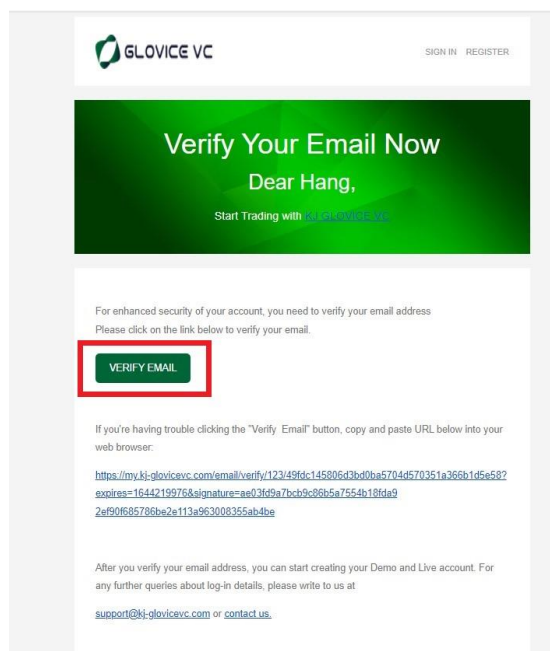 GLOVICE VC
SIGN IN REGISTER
Verify Your Email Now
Dear Hang,
Start Trading with KJ GLOVICE VC
For enhanced security of your account, you need to verify your email address
Please click on the link below to verify your email.
VERIFY EMAIL
If you're having trouble clicking the "Verify Email" button, copy and paste URL below into your
web browser:
https://my.kj-glovicevc.com/email/verify/123/49fdc145806d3bd0ba5704d570351a366b1d5e58?
expires=1644219976&signature=ae03fd9a7bcb9c86b5a7554b18fda9
2ef90f685786be2e113a963008355ab4be
After you verify your email address, you can start creating your Demo and Live account. For
any further queries about log-in details, please write to us at
support@kj-glovicevc.com or contact us.